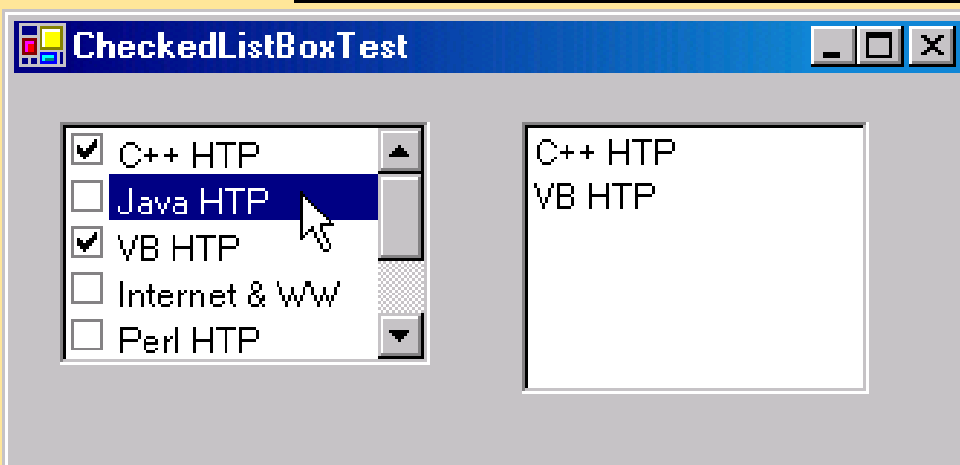 CheckedListBoxTest
C++ HTP
Java HTP
VB HTP
Internet & WW
Perl HTP
C++ HTP
VB HTP